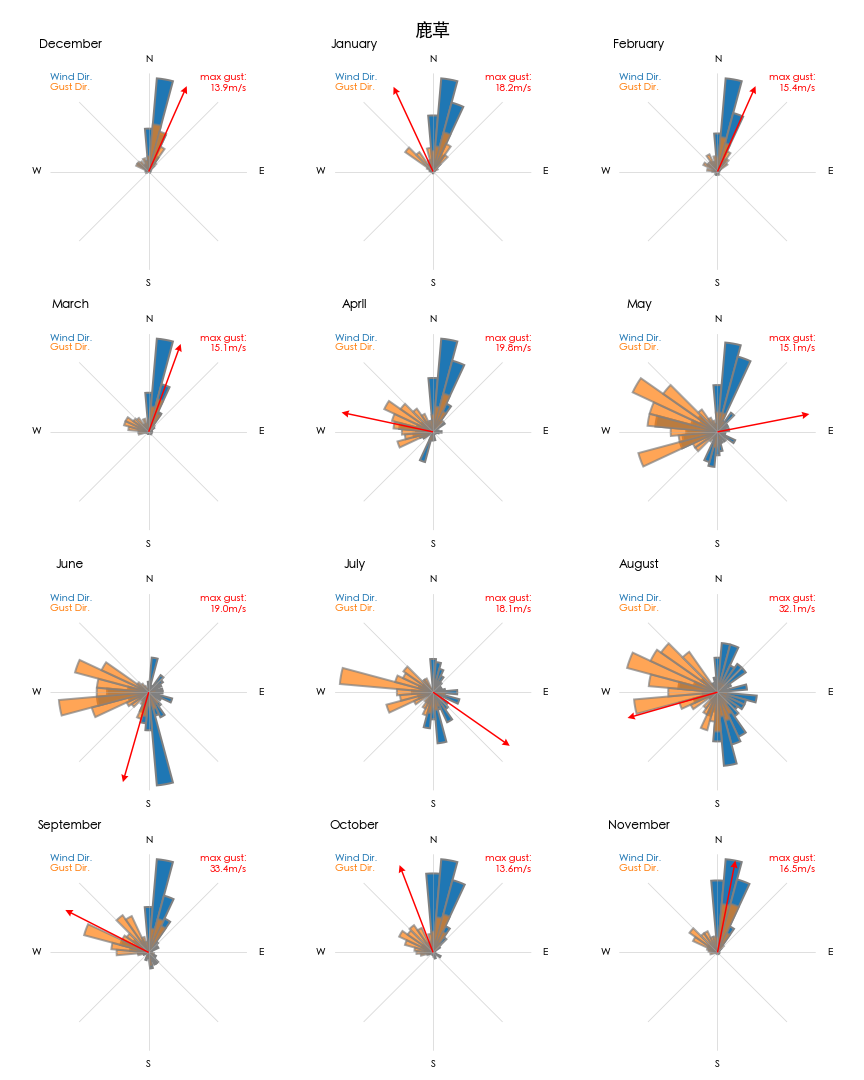 鹿草
December
N
Wind Dir.
Gust Dir.
max gust:
13.9m/s
W
E
S
January
N
Wind Dir.
Gust Dir.
max gust:
18.2m/s
W
E
S
February
N
Wind Dir.
Gust Dir.
max gust:
15.4m/s
W
E
S
March
N
Wind Dir.
Gust Dir.
max gust:
15.1m/s
W
E
S
April
N
Wind Dir.
Gust Dir.
max gust:
19.8m/s
W
E
S
May
N
Wind Dir.
Gust Dir.
max gust:
15.1m/s
W
E
S
June
N
Wind Dir.
Gust Dir.
max gust:
19.0m/s
W
E
S
July
N
Wind Dir.
Gust Dir.
max gust:
18.1m/s
W
E
S
August
N
Wind Dir.
Gust Dir.
max gust:
32.1m/s
W
E
S
September
N
Wind Dir.
Gust Dir.
max gust:
33.4m/s
W
E
S
October
N
Wind Dir.
Gust Dir.
max gust:
13.6m/s
W
E
S
November
N
Wind Dir.
Gust Dir.
max gust:
16.5m/s
W
E
S